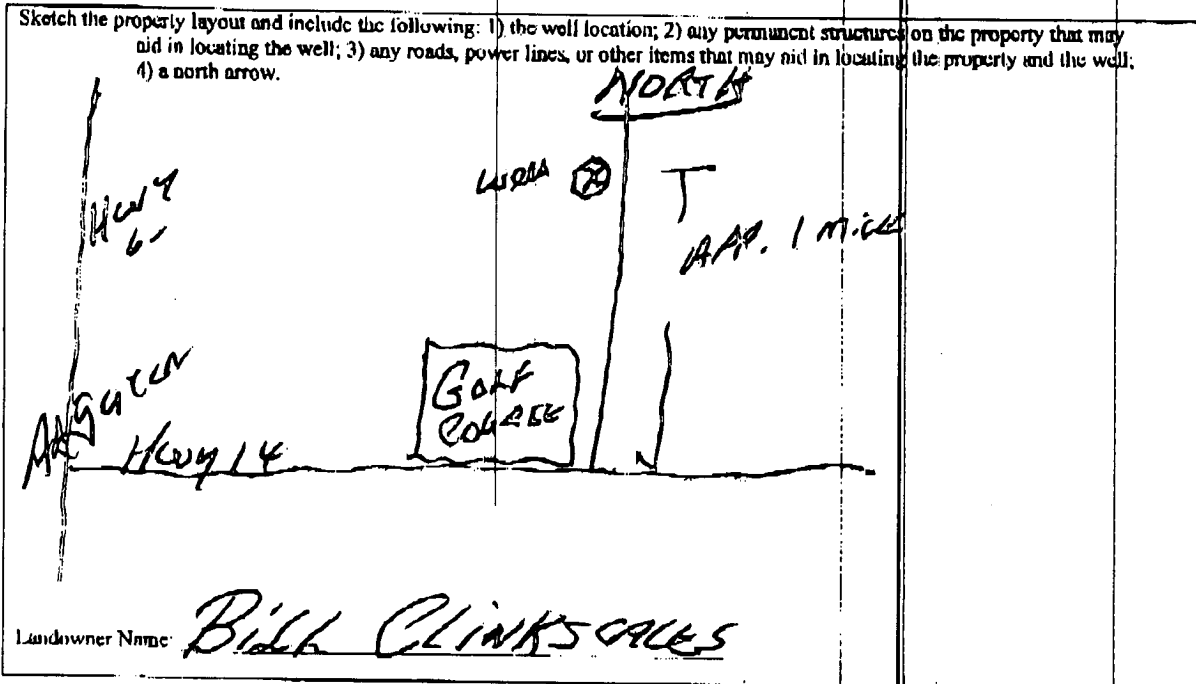 Sketch the property layout and include the following: 1) the well location; 2) any permanent structures on the property that may
aid in locating the well; 3) any roads, power lines, or other items that may aid in locating the property and the well;
4) a north arrow.
NORTH
Well
Hwy
6
T
APP. 1 MILE
GOLF
COURSE
Hwy 14
Landowner Name: BILL CLINKSCALES